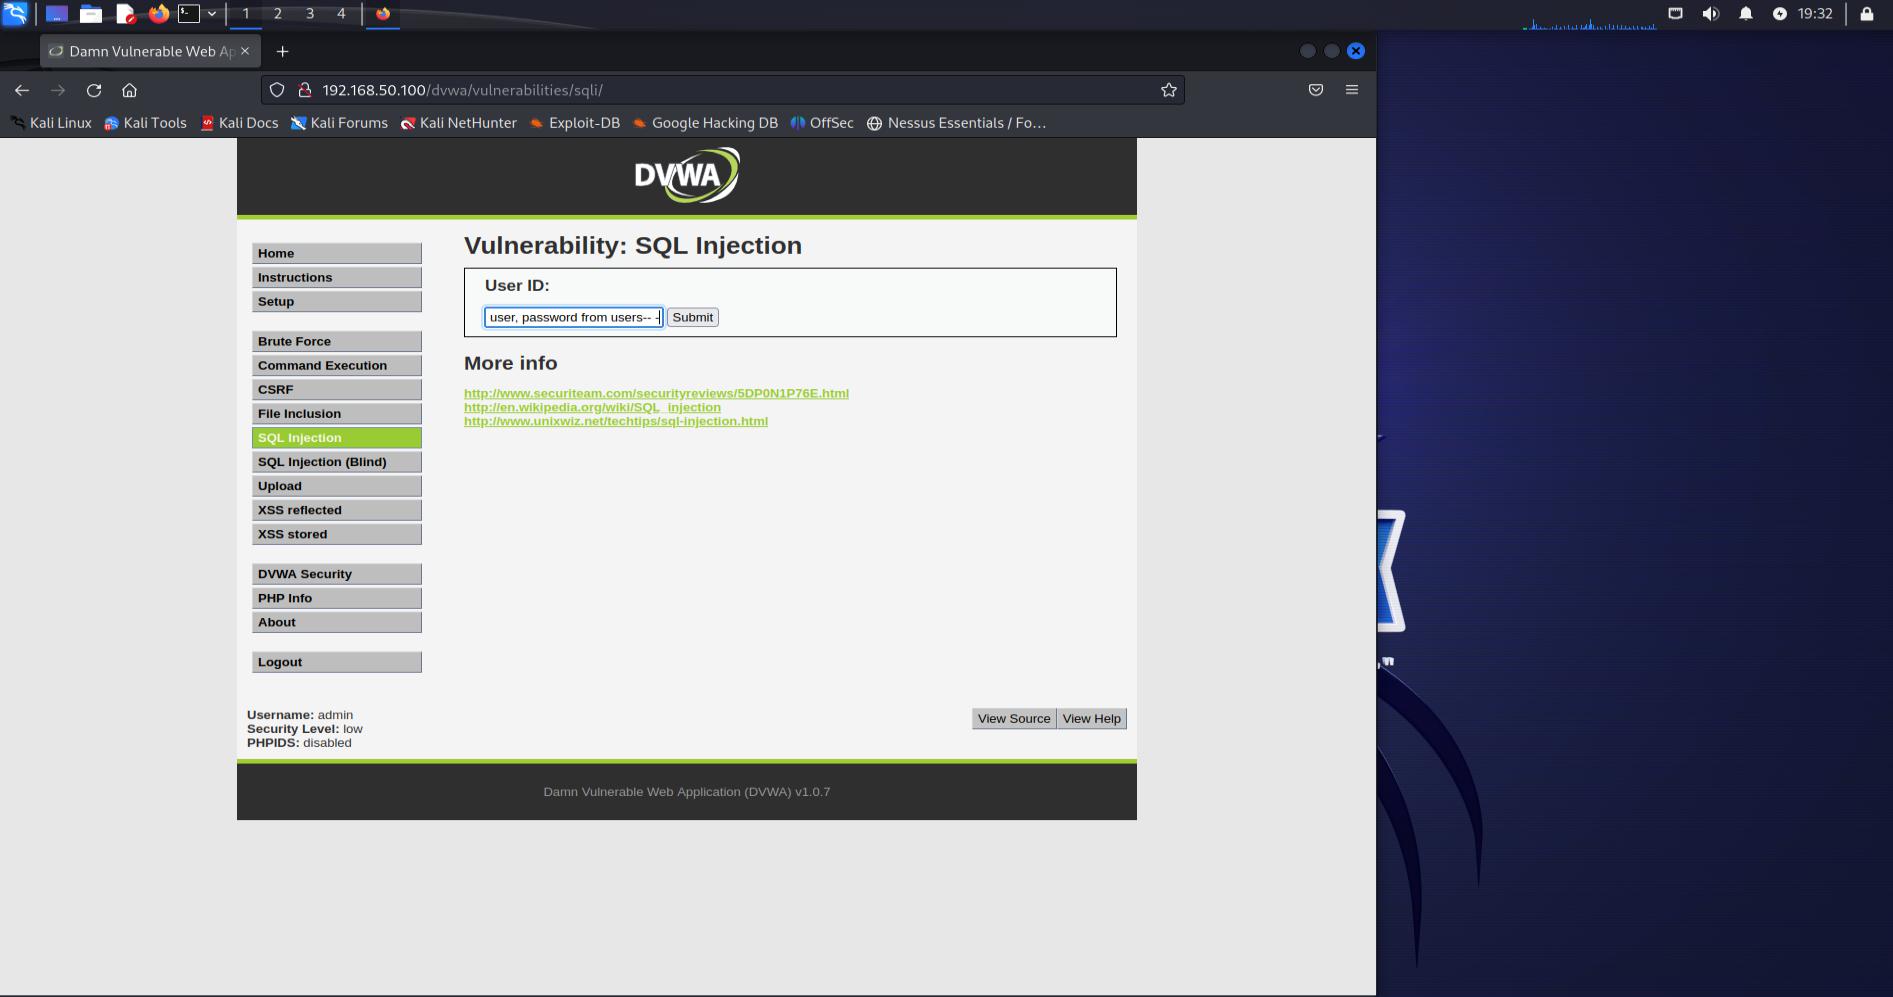 1 2 3 4
19:32
Damn Vulnerable Web Ap
192.168.50.100/dvwa/vulnerabilities/sqli/
Kali Linux Kali Tools Kali Docs Kali Forums Kali NetHunter Exploit-DB Google Hacking DB OffSec Nessus Essentials / Fo…
DVWA
Home
Instructions
Setup
Brute Force
Command Execution
CSRF
File Inclusion
SQL Injection
SQL Injection (Blind)
Upload
XSS reflected
XSS stored
DVWA Security
PHP Info
About
Logout
Vulnerability: SQL Injection
User ID:
user, password from users-- - Submit
More info
http://www.securiteam.com/securityreviews/5DP0N1P76E.html
http://en.wikipedia.org/wiki/SQL_injection
http://www.unixwiz.net/techtips/sql-injection.html
Username: admin
Security Level: low
PHPIDS: disabled
View Source View Help
Damn Vulnerable Web Application (DVWA) v1.0.7